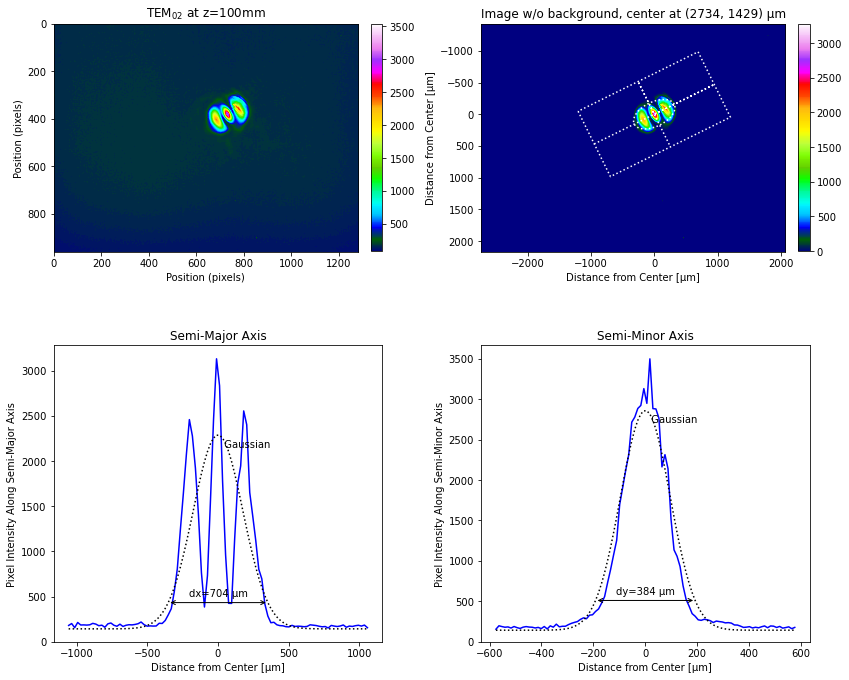 TEM₀₂ at z=100mm
0
200
400
600
800
Position (pixels)
0 200 400 600 800 1000 1200
Position (pixels)
3500
3000
2500
2000
1500
1000
500
Image w/o background, center at (2734, 1429) µm
−1000
−500
0
500
1000
1500
2000
Distance from Center [µm]
−2000 −1000 0 1000 2000
Distance from Center [µm]
3000
2500
2000
1500
1000
500
0
Semi-Major Axis
3000
2500
2000
1500
1000
500
0
Pixel Intensity Along Semi-Major Axis
Gaussian
dx=704 µm
−1000 −500 0 500 1000
Distance from Center [µm]
Semi-Minor Axis
3500
3000
2500
2000
1500
1000
500
0
Pixel Intensity Along Semi-Minor Axis
Gaussian
dy=384 µm
−600 −400 −200 0 200 400 600
Distance from Center [µm]